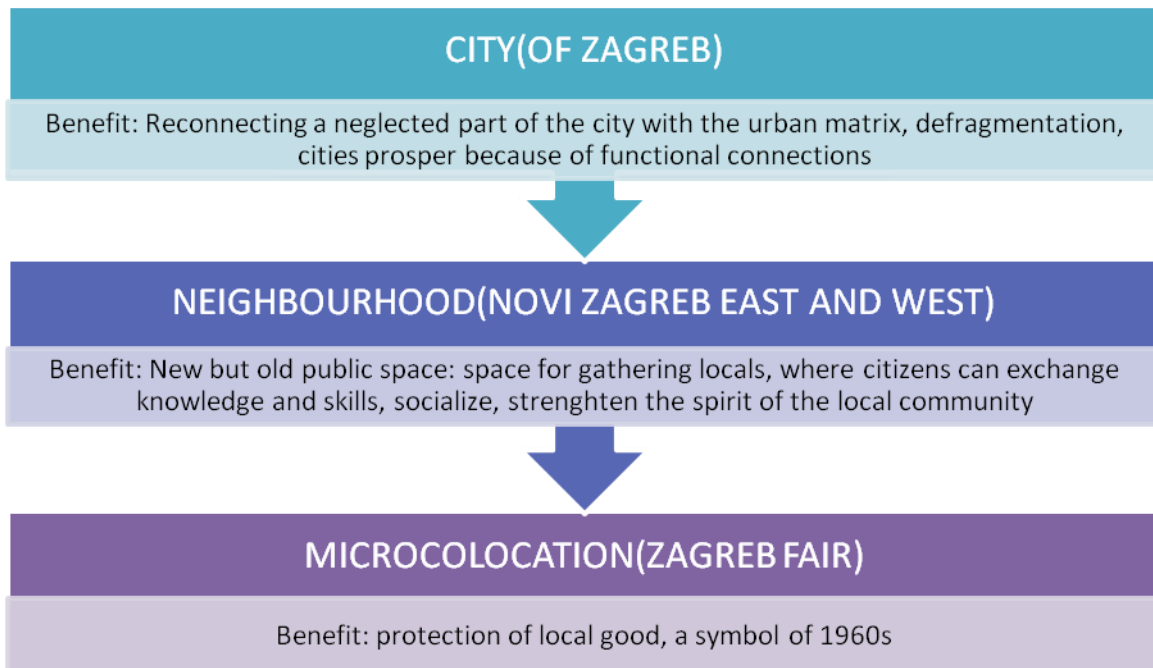 CITY(OF ZAGREB)
Benefit: Reconnecting a neglected part of the city with the urban matrix, defragmentation,
cities prosper because of functional connections
NEIGHBOURHOOD(NOVI ZAGREB EAST AND WEST)
Benefit: New but old public space: space for gathering locals, where citizens can exchange
knowledge and skills, socialize, strenghten the spirit of the local community
MICROCOLOCATION(ZAGREB FAIR)
Benefit: protection of local good, a symbol of 1960s